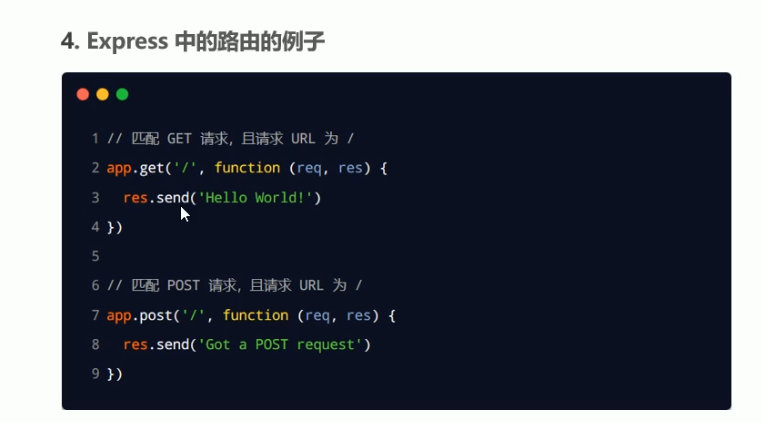 4. Express 中的路由的例子
1 // 匹配 GET 请求，且请求 URL 为 /
2 app.get('/', function (req, res) {
3   res.send('Hello World!')
4 })
5
6 // 匹配 POST 请求，且请求 URL 为 /
7 app.post('/', function (req, res) {
8   res.send('Got a POST request')
9 })